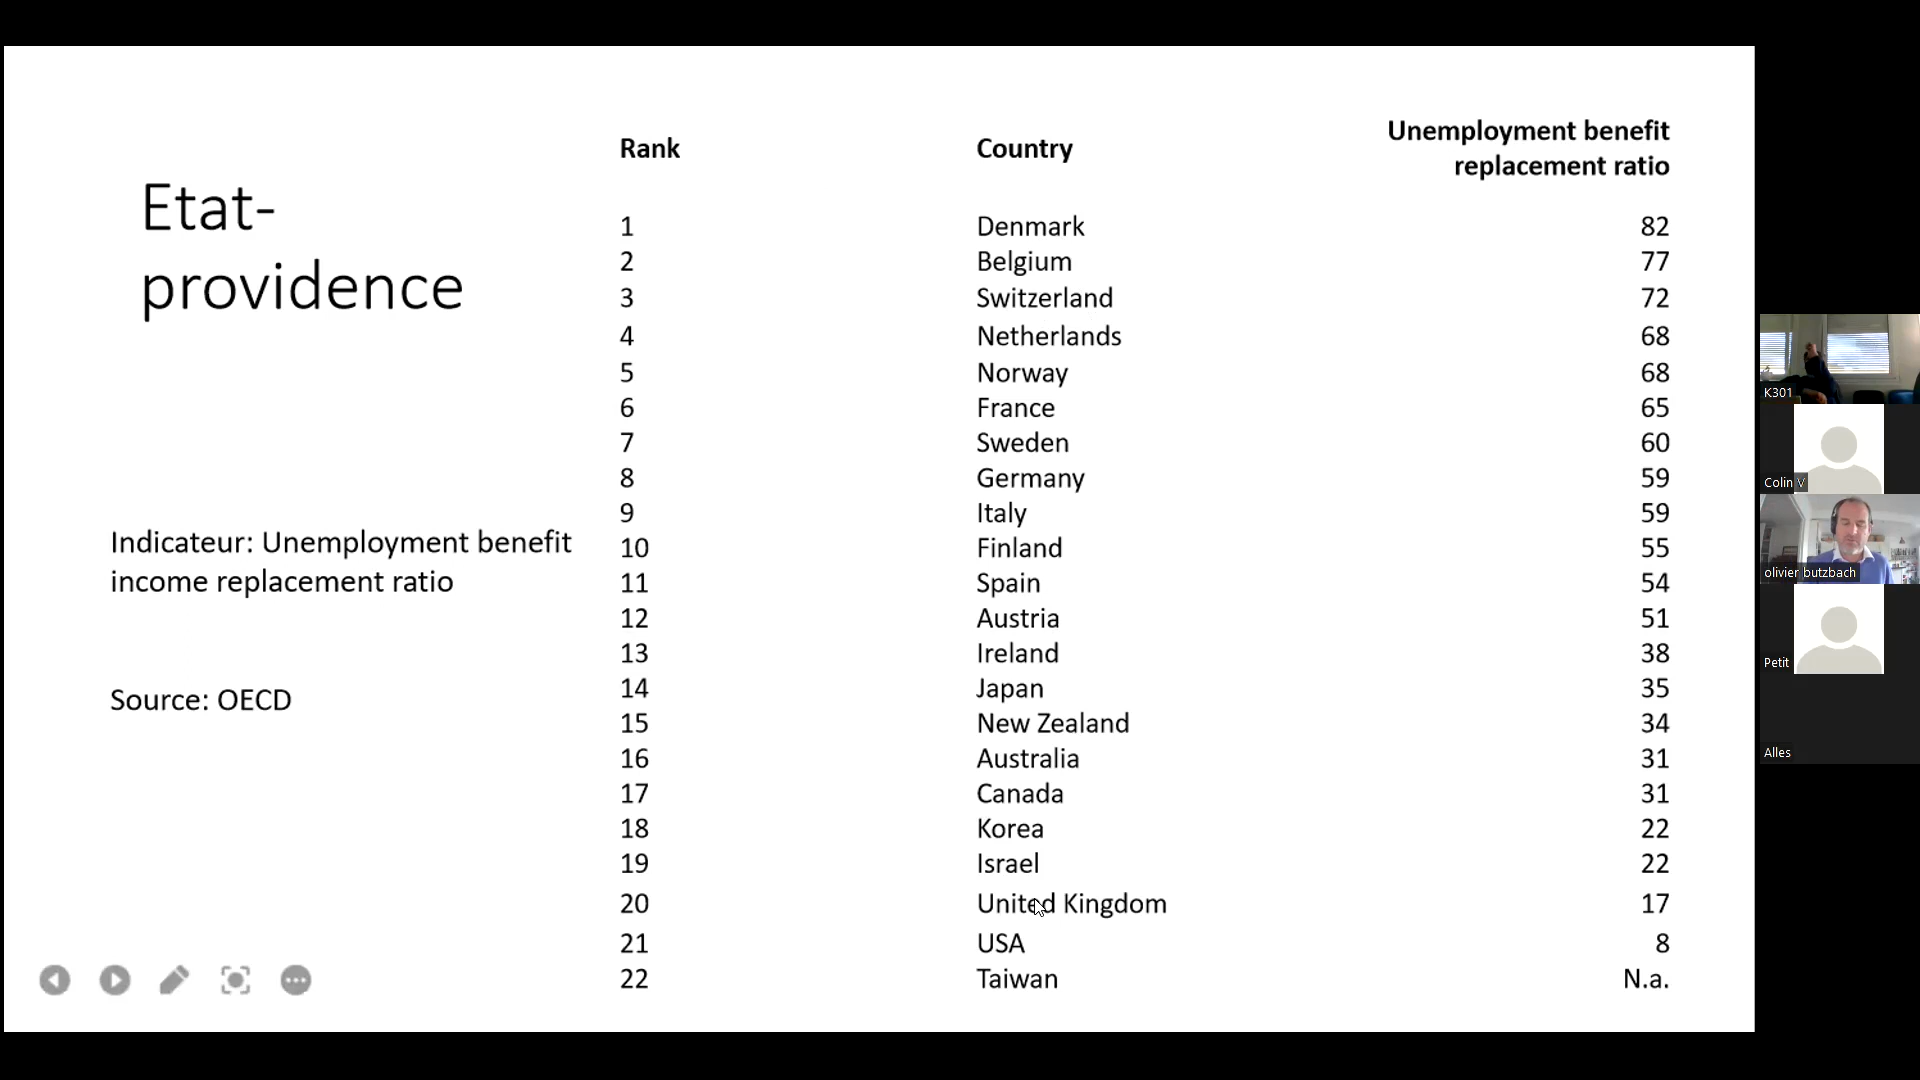 Etat-
providence
Indicateur: Unemployment benefit
income replacement ratio
Source: OECD
Rank Country Unemployment benefit
replacement ratio
1 Denmark 82
2 Belgium 77
3 Switzerland 72
4 Netherlands 68
5 Norway 68
6 France 65
7 Sweden 60
8 Germany 59
9 Italy 59
10 Finland 55
11 Spain 54
12 Austria 51
13 Ireland 38
14 Japan 35
15 New Zealand 34
16 Australia 31
17 Canada 31
18 Korea 22
19 Israel 22
20 United Kingdom 17
21 USA 8
22 Taiwan N.a.
K301
Colin V
olivier butzbach
Petit
Alles